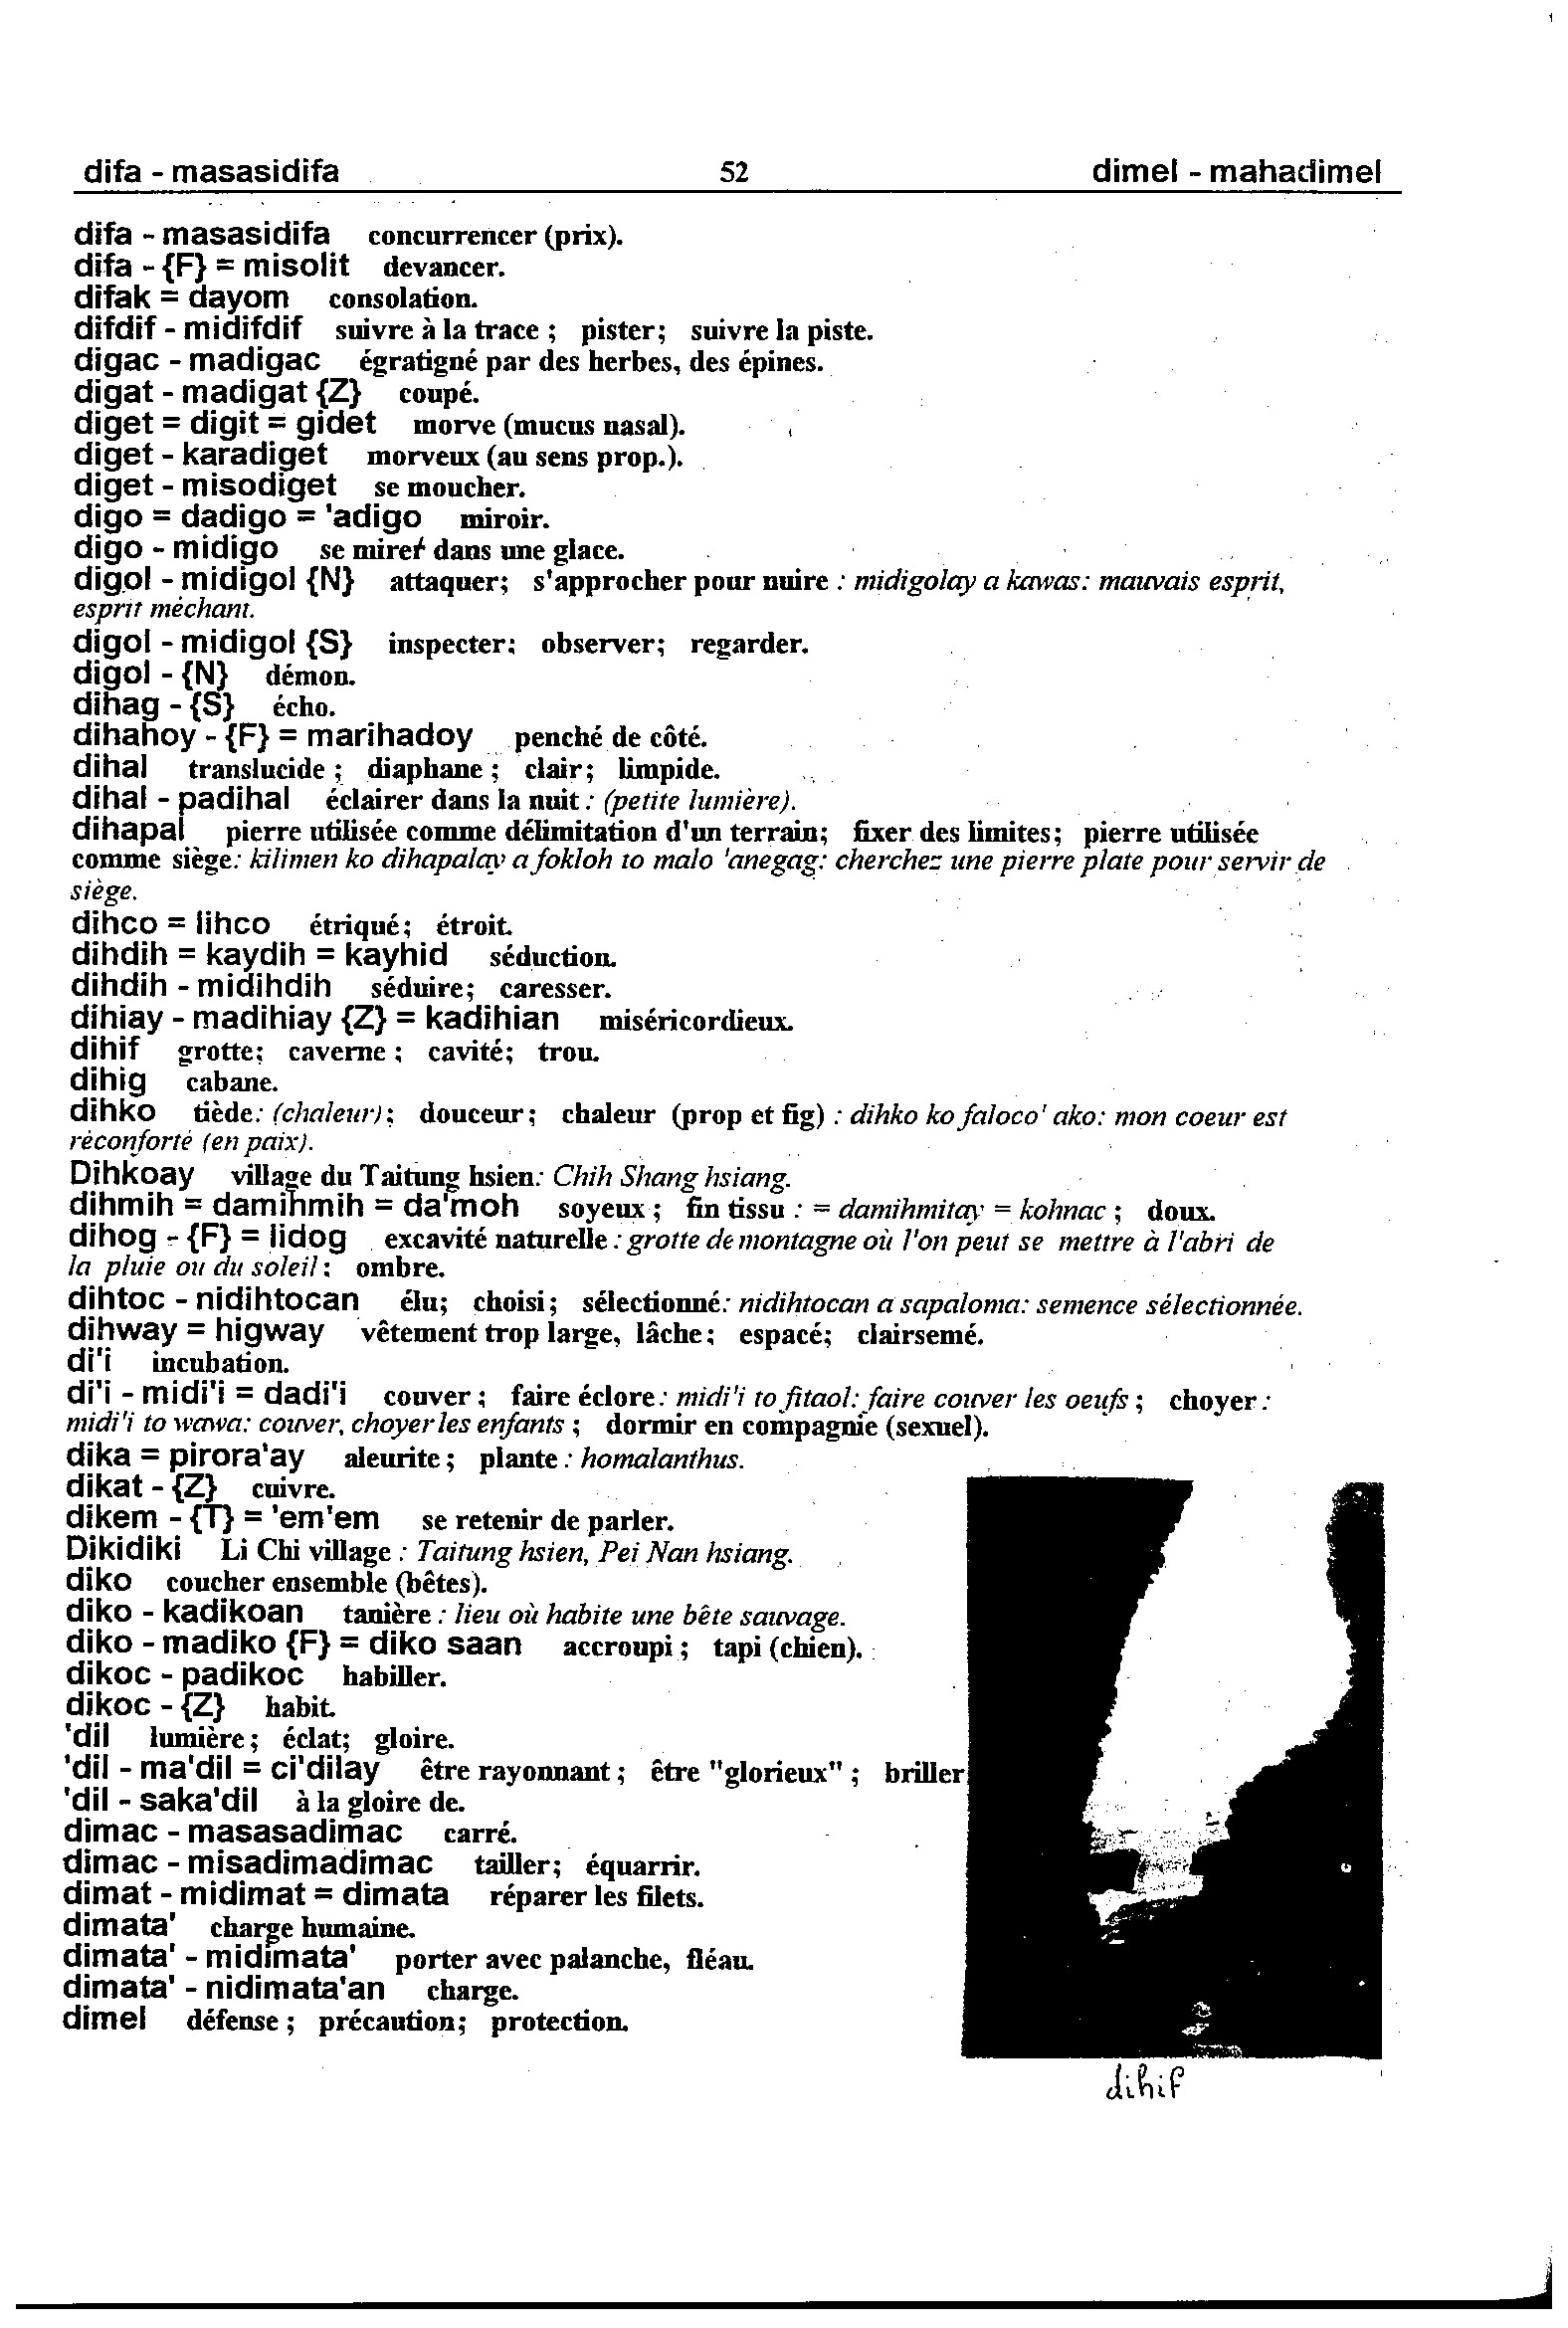 difa - masasidifa 52 dimel - mahadimel
difa - masasidifa concurrencer (prix).
difa - {F} = misolit devancer.
difak = dayom consolation.
difdif - midifdif suivre à la trace ; pister; suivre la piste.
digac - madigac égratigné par des herbes, des épines.
digat - madigat {Z} coupé.
diget = digit = gidet morve (mucus nasal).
diget - karadiget morveux (au sens prop.).
diget - misodiget se moucher.
digo = dadigo = 'adigo miroir.
digo - midigo se mirer dans une glace.
digol - midigol {N} attaquer; s'approcher pour nuire : midigolay a kawas: mauvais esprit,
esprit méchant.
digol - midigol {S} inspecter; observer; regarder.
digol - {N} démon.
dihag - {S} écho.
dihahoy - {F} = marihadoy penché de côté.
dihal translucide ; diaphane ; clair; limpide.
dihal - padihal éclairer dans la nuit : (petite lumière).
dihapal pierre utilisée comme délimitation d'un terrain; fixer des limites; pierre utilisée
comme siège: kilimen ko dihapalay a fokloh to malo 'anegag: cherchez une pierre plate pour servir de
siège.
dihco = lihco étriqué; étroit.
dihdih = kaydih = kayhid séduction.
dihdih - midihdih séduire; caresser.
dihiay - madihiay {Z} = kadihian miséricordieux.
dihif grotte; caverne ; cavité; trou.
dihig cabane.
dihko tiède: (chaleur); douceur; chaleur (prop et fig) : dihko ko faloco' ako: mon coeur est
réconforté (en paix).
Dihkoay village du Taitung hsien: Chih Shang hsiang.
dihmih = damihmih = da'moh soyeux ; fin tissu : = damihmitay = kohnac ; doux.
dihog - {F} = lidog excavité naturelle : grotte de montagne où l'on peut se mettre à l'abri de
la pluie ou du soleil ; ombre.
dihtoc - nidihtocan élu; choisi; sélectionné: nidihtocan a sapaloma: semence sélectionnée.
dihway = higway vêtement trop large, lâche; espacé; clairsemé.
di'i incubation.
di'i - midi'i = dadi'i couver ; faire éclore: midi'i to fitaol: faire couver les oeufs ; choyer :
midi'i to wawa: couver, choyer les enfants ; dormir en compagnie (sexuel).
dika = pirora'ay aleurite ; plante : homalanthus.
dikat - {Z} cuivre.
dikem - {T} = 'em'em se retenir de parler.
Dikidiki Li Chi village : Taitung hsien, Pei Nan hsiang.
diko coucher ensemble (bêtes).
diko - kadikoan tanière : lieu où habite une bête sauvage.
diko - madiko {F} = diko saan accroupi ; tapi (chien).
dikoc - padikoc habiller.
dikoc - {Z} habit.
'dil lumière ; éclat; gloire.
'dil - ma'dil = ci'dilay être rayonnant ; être "glorieux" ; briller
'dil - saka'dil à la gloire de.
dimac - masasadimac carré.
dimac - misadimadimac tailler; équarrir.
dimat - midimat = dimata réparer les filets.
dimata' charge humaine.
dimata' - midimata' porter avec palanche, fléau.
dimata' - nidimata'an charge.
dimel défense ; précaution; protection.
dihif